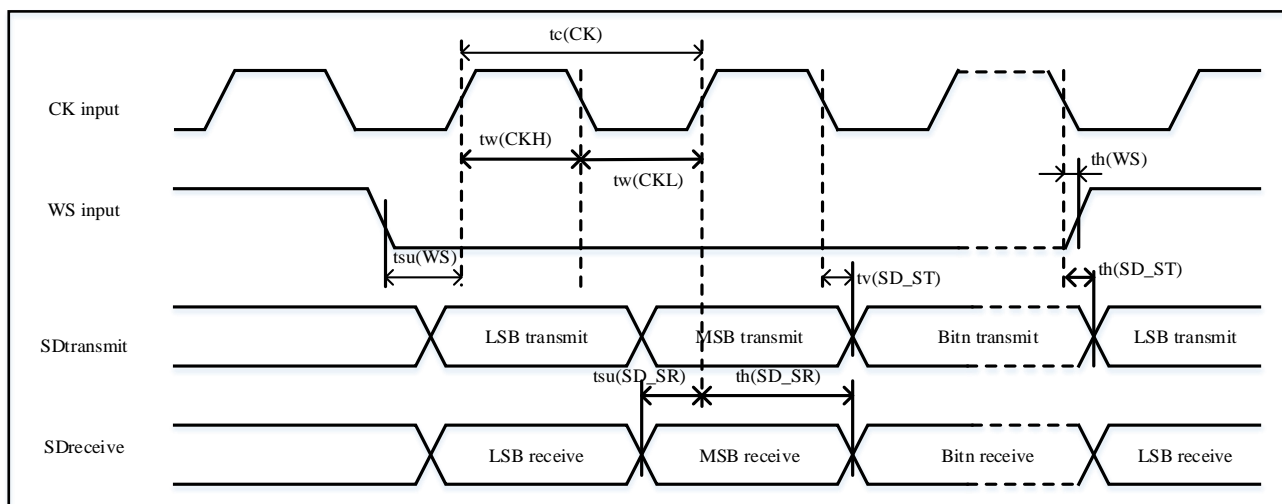 tc(CK)
CK input
tw(CKH)
tw(CKL)
th(WS)
WS input
tsu(WS)
tv(SD_ST)
th(SD_ST)
SDtransmit
LSB transmit
MSB transmit
Bitn transmit
LSB transmit
tsu(SD_SR)
th(SD_SR)
SDreceive
LSB receive
MSB receive
Bitn receive
LSB receive